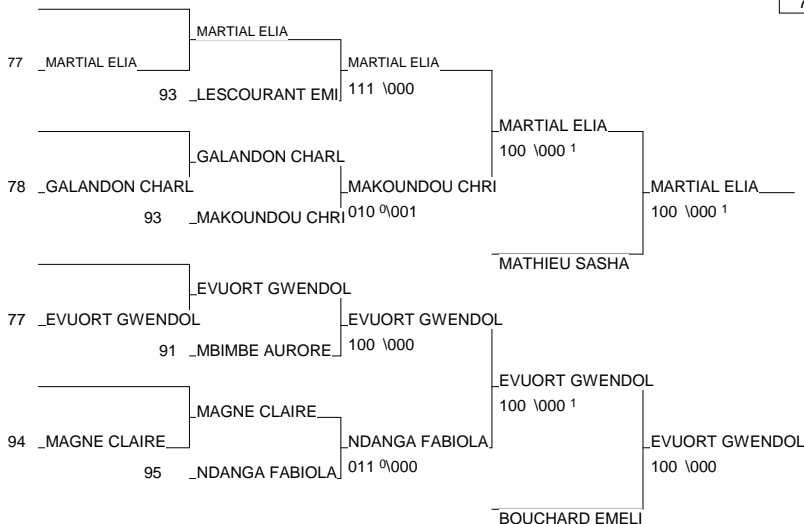 7
MARTIAL ELIA
77 MARTIAL ELIA MARTIAL ELIA
93 LESCOURANT EMI 111 \000
MARTIAL ELIA
GALANDON CHARL 100 \000 1
78 GALANDON CHARL MAKOUNDOU CHRI MARTIAL ELIA
93 MAKOUNDOU CHRI 010 0\001 100 \000 1
MATHIEU SASHA
EVUORT GWENDOL
77 EVUORT GWENDOL EVUORT GWENDOL
91 MBIMBE AURORE 100 \000
EVUORT GWENDOL
MAGNE CLAIRE 100 \000 1
94 MAGNE CLAIRE NDANGA FABIOLA EVUORT GWENDOL
95 NDANGA FABIOLA 011 0\000 100 \000
BOUCHARD EMELI